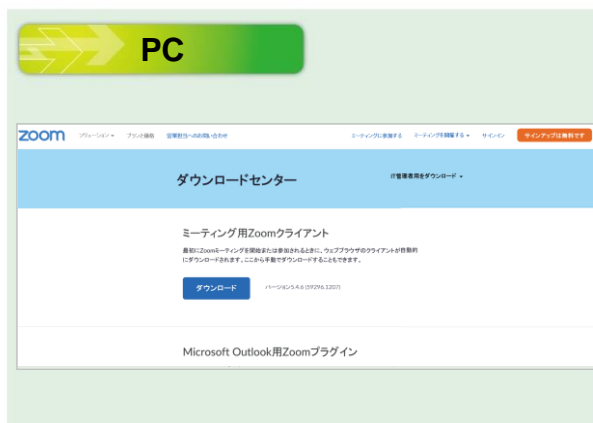 PC
zoom ソリューション プランと価格 営業担当へのお問い合わせ ミーティングに参加する ミーティングを開催する サインイン サインアップは無料です
ダウンロードセンター IT管理者用をダウンロード
ミーティング用Zoomクライアント
最初にZoomミーティングを開始または参加されるときに、ウェブブラウザのクライアントが自動的
にダウンロードされます。ここから手動でダウンロードすることもできます。
ダウンロード バージョン5.4.6 (59296.1207)
Microsoft Outlook用Zoomプラグイン